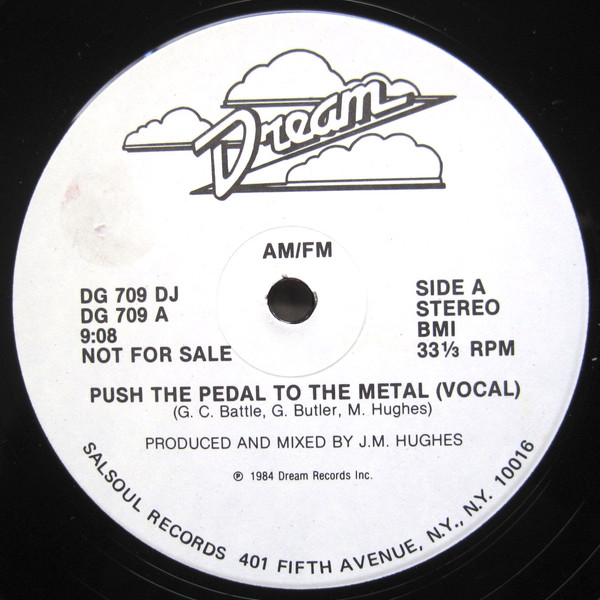 Dream
AM/FM
DG 709 DJ
DG 709 A
9:08
NOT FOR SALE
SIDE A
STEREO
BMI
33⅓ RPM
PUSH THE PEDAL TO THE METAL (VOCAL)
(G. C. Battle, G. Butler, M. Hughes)
PRODUCED AND MIXED BY J.M. HUGHES
℗ 1984 Dream Records Inc.
SALSOUL RECORDS 401 FIFTH AVENUE, N.Y., N.Y. 10016